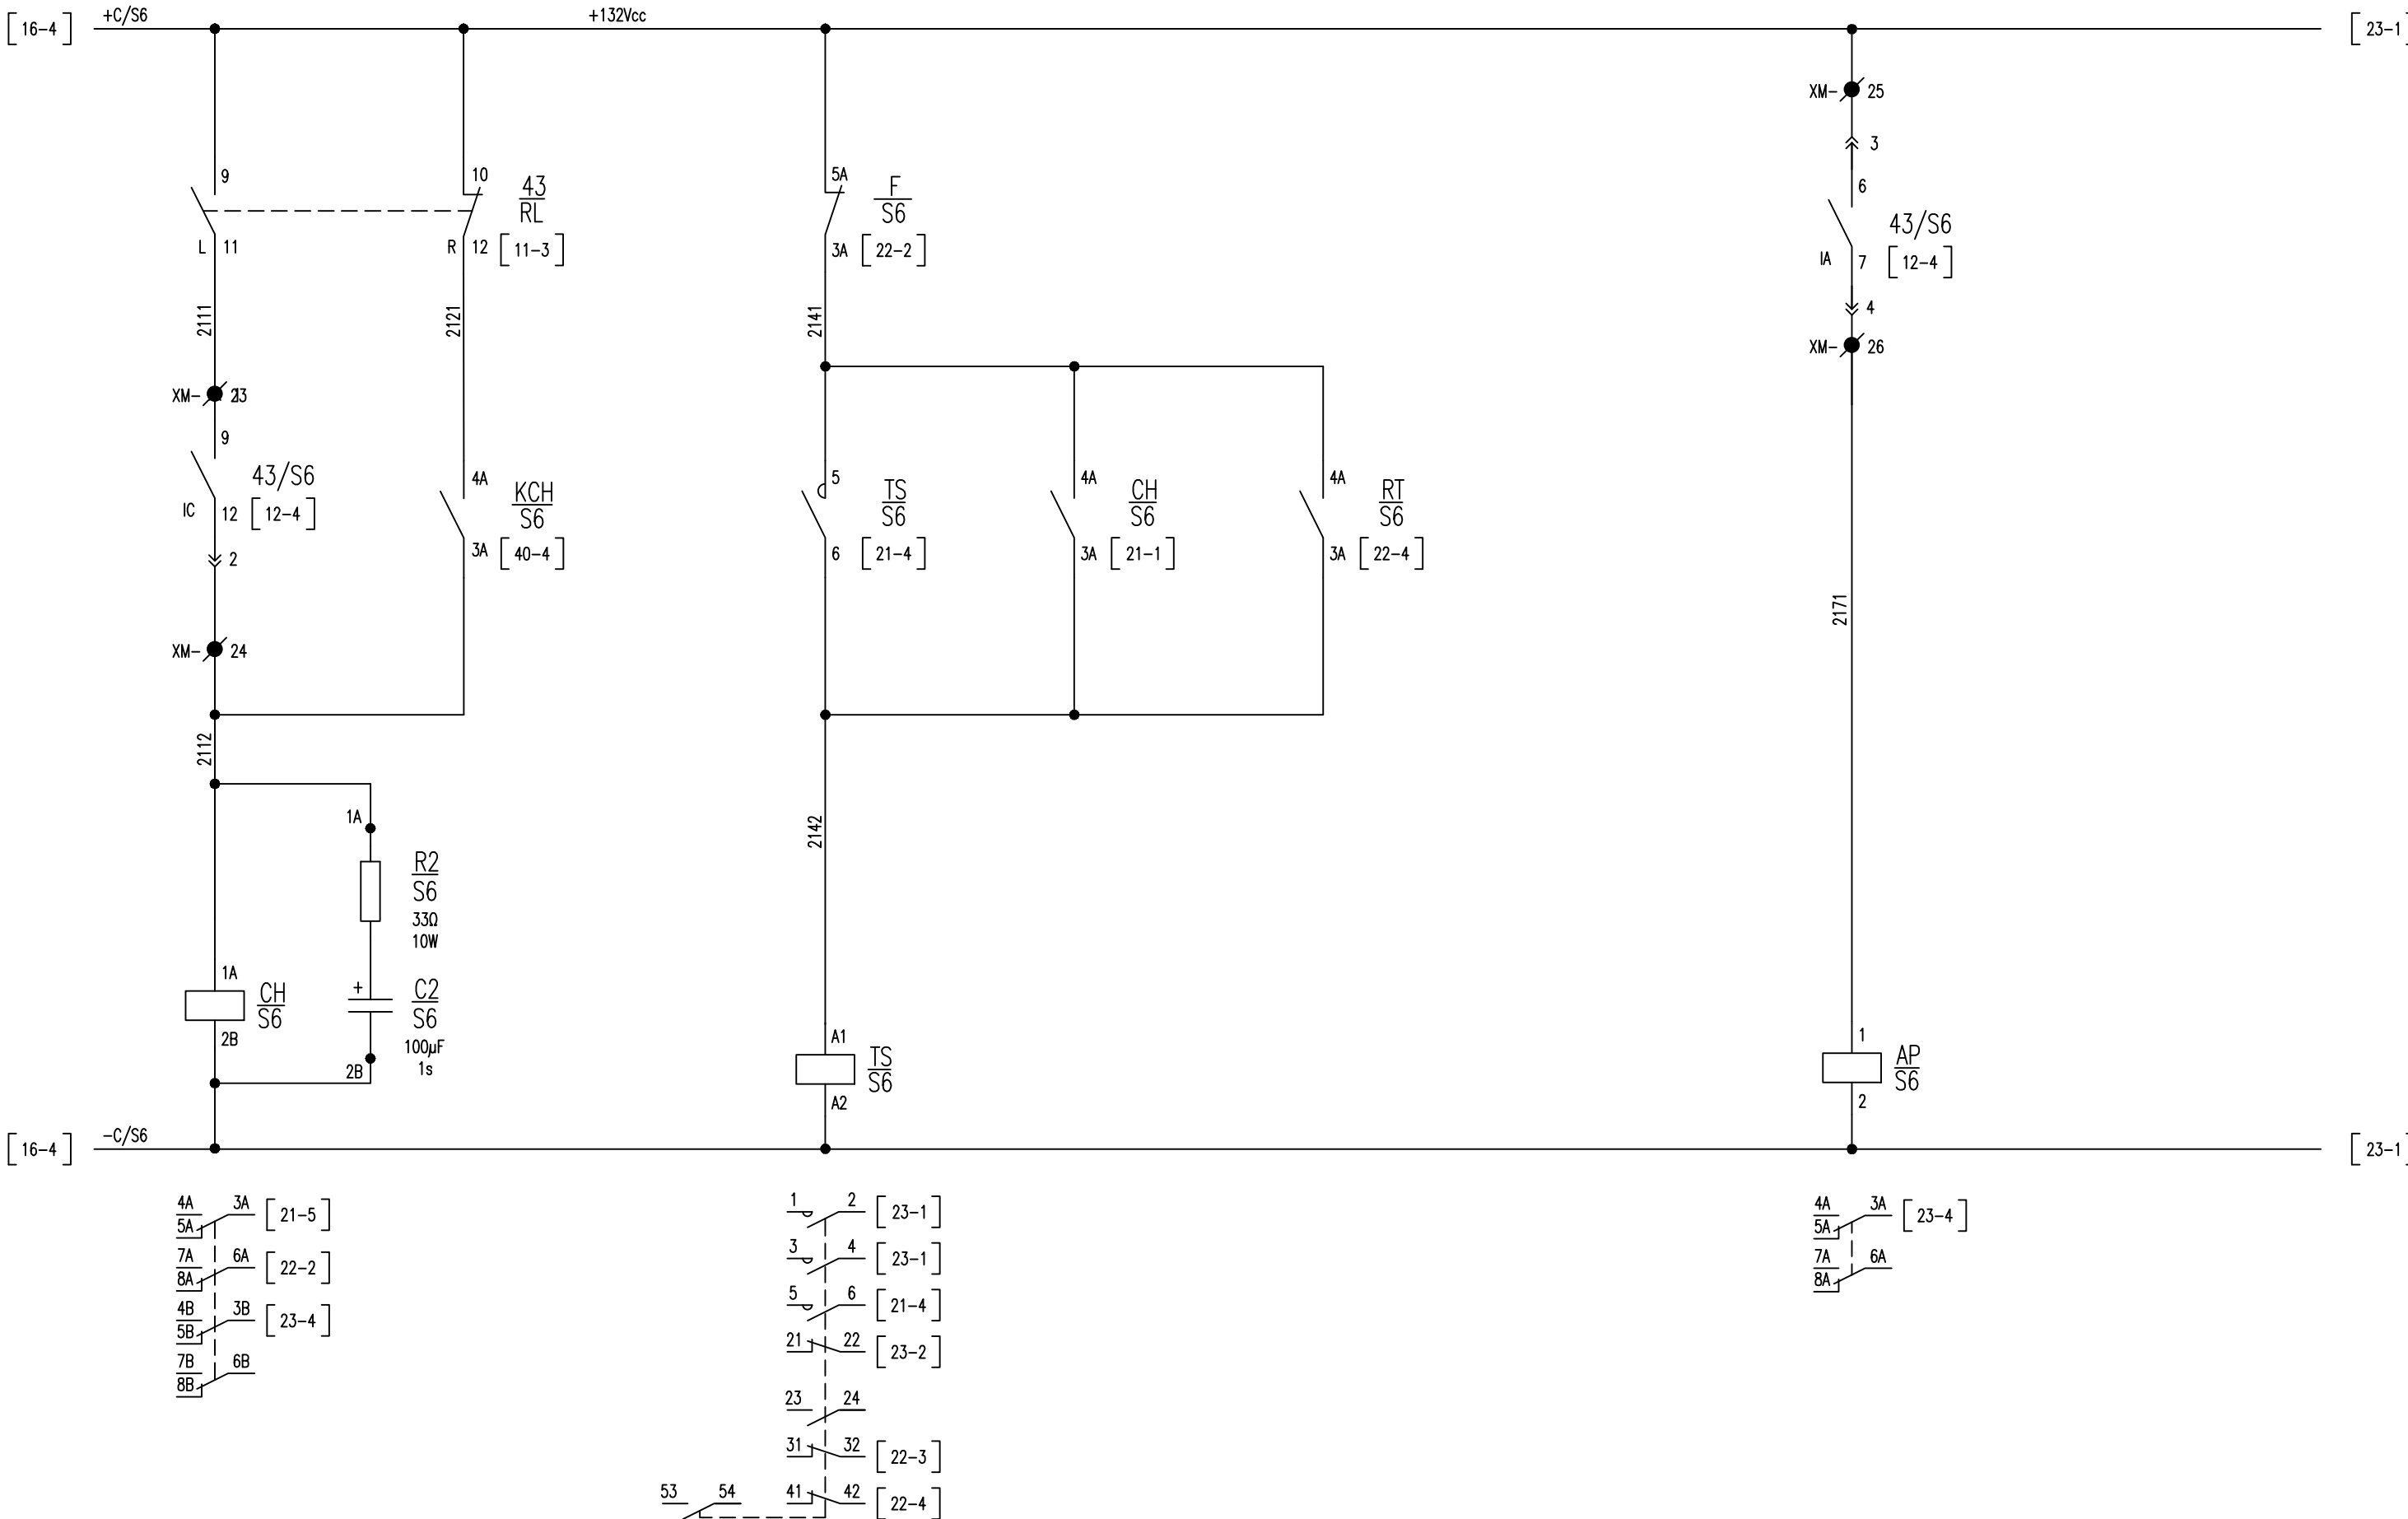 +C/S6 +132Vcc
16-4 23-1
XM- 25
3
9 10 43 RL 5A F S6 6 43/S6
L 11 R 12 11-3 3A 22-2 IA 7 12-4
4
2111 2121 2141
XM- 26
XM-
9
43/S6 4A KCH S6 5 TS S6 4A CH S6 4A RT S6
IC 12 12-4 3A 40-4 6 21-4 3A 21-1 3A 22-4
2
2171
XM- 24
2112
1A 2142
R2
S6
33Ω
10W
1A
CH
S6
2B
+ C2
S6
100µF
1s
2B
A1
TS
S6
A2
1
AP
S6
2
-C/S6
16-4 23-1
4A 3A 21-5
5A
7A 6A 22-2
8A
4B 3B 23-4
5B
7B 6B
8B
1 2 23-1
3 4 23-1
5 6 21-4
21 22 23-2
23 24
31 32 22-3
53 54 41 42 22-4
4A 3A 23-4
5A
7A 6A
8A